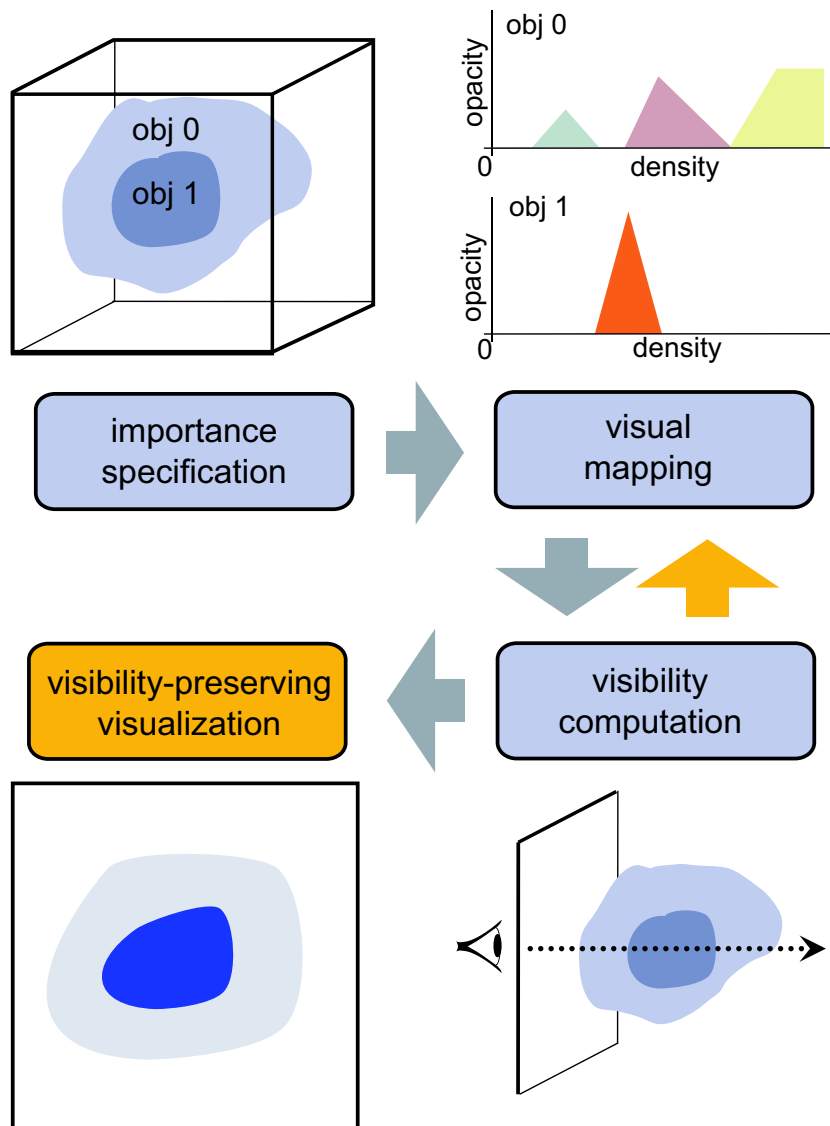 obj 0
obj 1
obj 0
opacity
0
density
obj 1
opacity
0
density
importance
specification
visual
mapping
visibility-preserving
visualization
visibility
computation